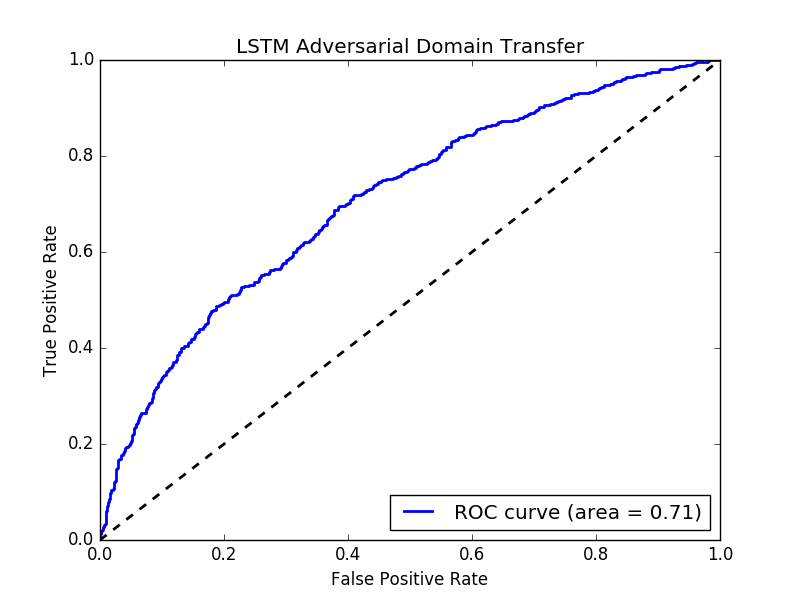 LSTM Adversarial Domain Transfer
1.0
0.8
0.6
0.4
0.2
0.0
True Positive Rate
ROC curve (area = 0.71)
0.0 0.2 0.4 0.6 0.8 1.0
False Positive Rate